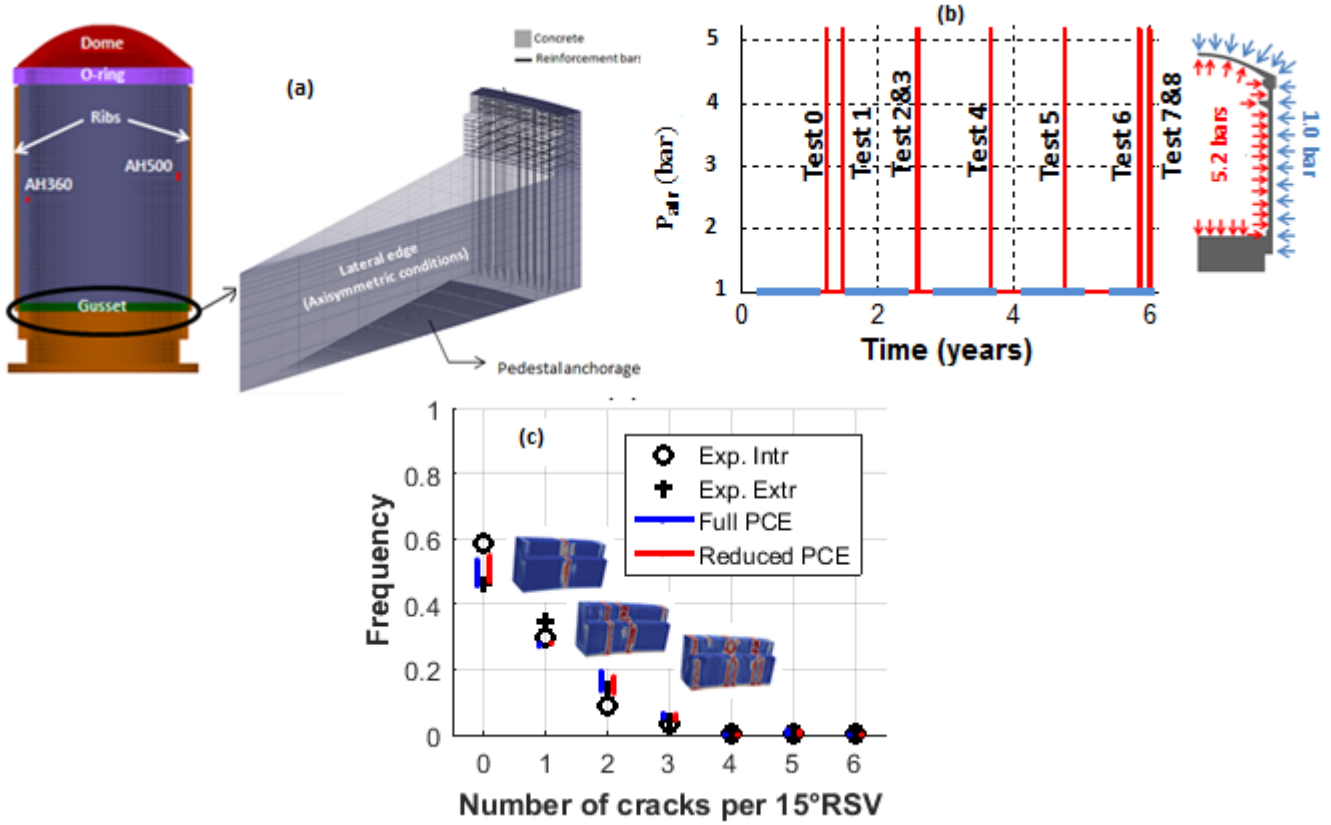 Dome
O-ring
Ribs
AH500
AH360
Gusset
(a)
Concrete
Reinforcement bars
Lateral edge
(Axisymmetric conditions)
Pedestal anchorage
(b)
P air (bar)
5
4
3
2
1
Test 0
Test 1
Test 2&3
Test 4
Test 5
Test 6
Test 7&8
0
2
4
6
Time (years)
5.2 bars
1.0 bar
(c)
Frequency
1
0.8
0.6
0.4
0.2
0
Exp. Intr
Exp. Extr
Full PCE
Reduced PCE
0 1 2 3 4 5 6
Number of cracks per 15°RSV